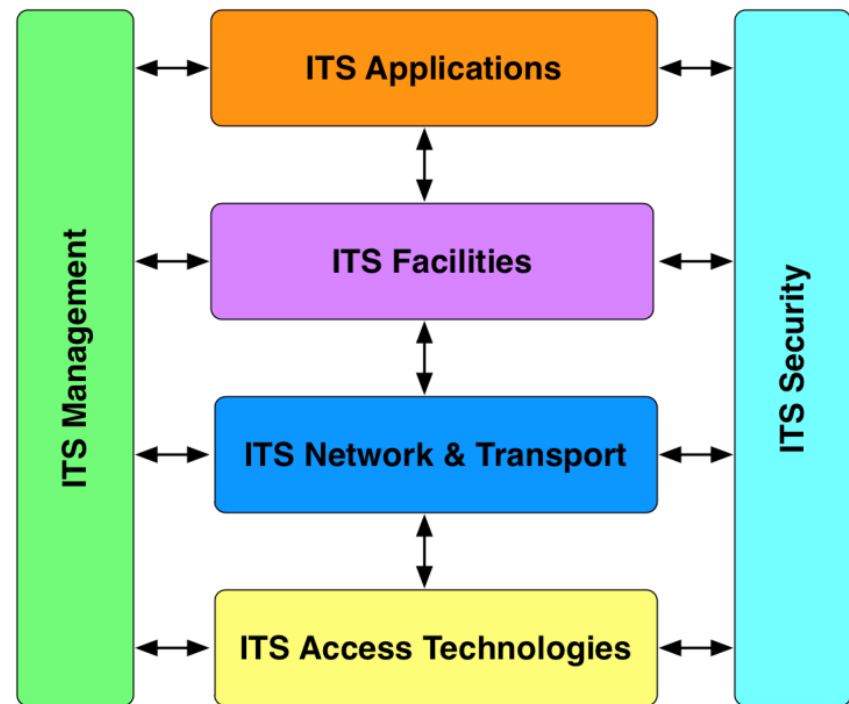 ITS Applications
ITS Facilities
ITS Management
ITS Security
ITS Network & Transport
ITS Access Technologies